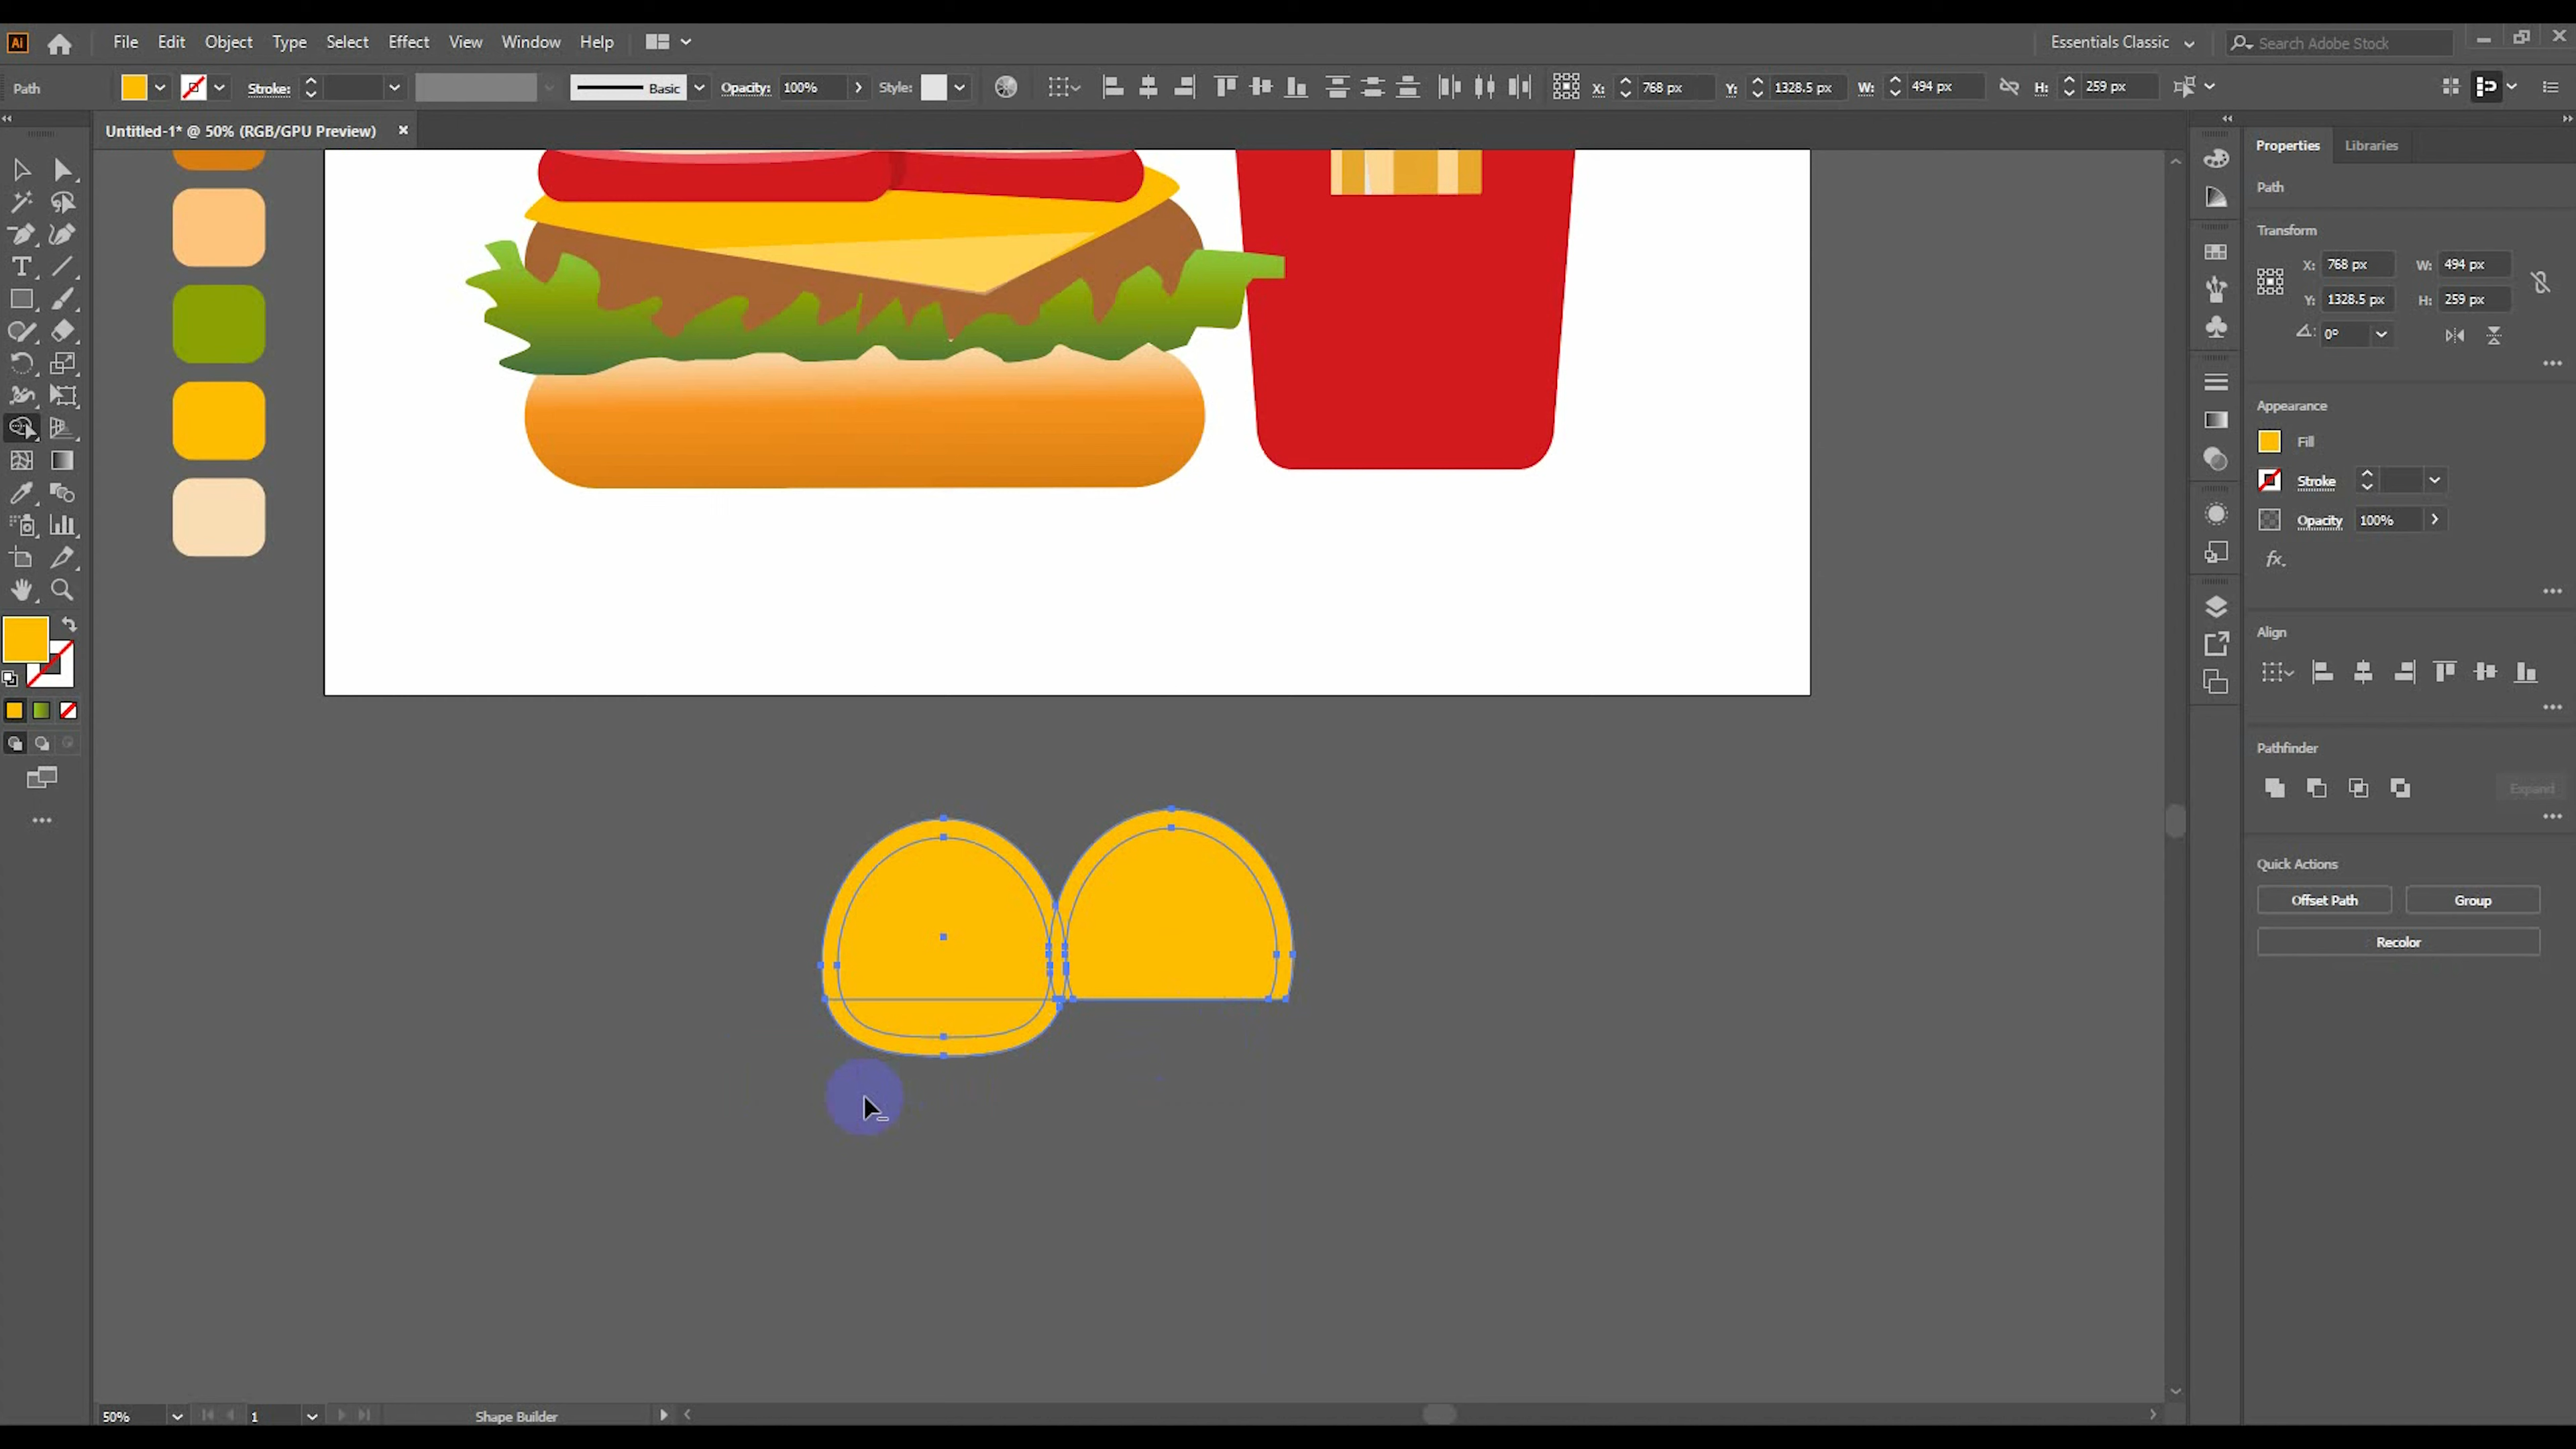 Ai File Edit Object Type Select Effect View Window Help Essentials Classic Search Adobe Stock
Path Stroke: Basic Opacity: 100% Style: X: 768 px Y: 1328.5 px W: 494 px H: 259 px
Untitled-1* @ 50% (RGB/GPU Preview) ×
Properties Libraries
Path
Transform
X: 768 px W: 494 px
Y: 1328.5 px H: 259 px
0°
Appearance
Fill
Stroke
Opacity 100%
fx.
Align
Pathfinder
Expand
Quick Actions
Offset Path Group
Recolor
50% 1 Shape Builder